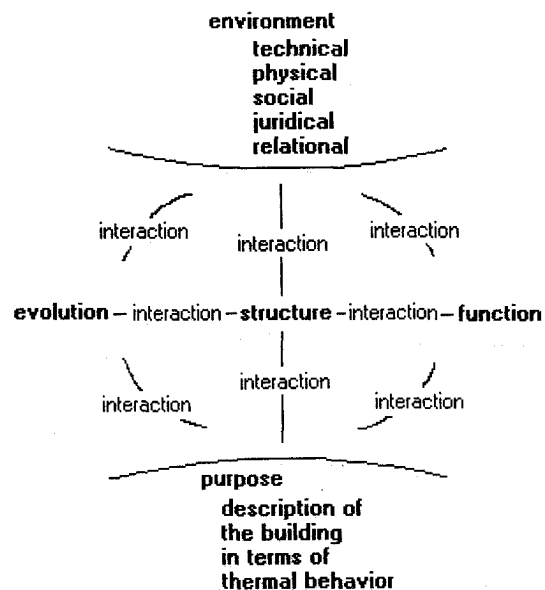 environment
technical
physical
social
juridical
relational
interaction
interaction
interaction
evolution – interaction – structure – interaction – function
interaction
interaction
interaction
purpose
description of
the building
in terms of
thermal behavior